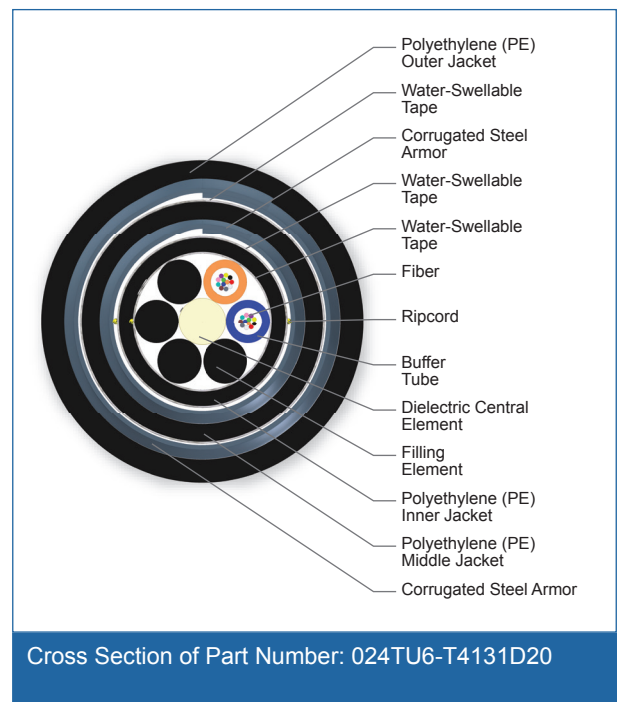 Polyethylene (PE)
Outer Jacket
Water-Swellable
Tape
Corrugated Steel
Armor
Water-Swellable
Tape
Water-Swellable
Tape
Fiber
Ripcord
Buffer
Tube
Dielectric Central
Element
Filling
Element
Polyethylene (PE)
Inner Jacket
Polyethylene (PE)
Middle Jacket
Corrugated Steel Armor
Cross Section of Part Number: 024TU6-T4131D20